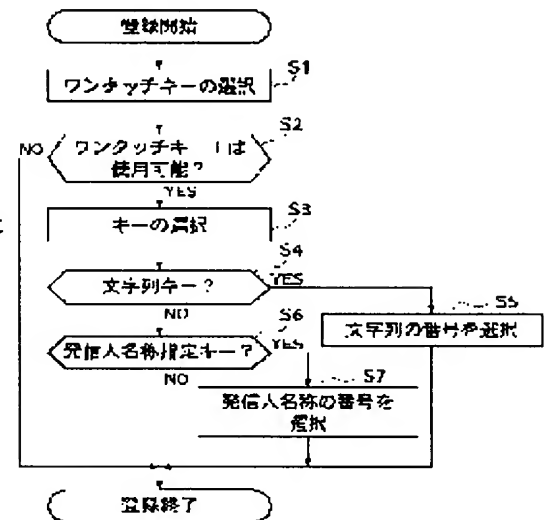 登録開始
S1
ワンタッチキーの選択
S2
NO
ワンタッチキーは
使用可能?
YES
S3
キーの選択
S4
文字列キー?
YES
NO
S5
文字列の番号を選択
S6
発信人名称指定キー?
YES
NO
S7
発信人名称の番号を
選択
登録終了